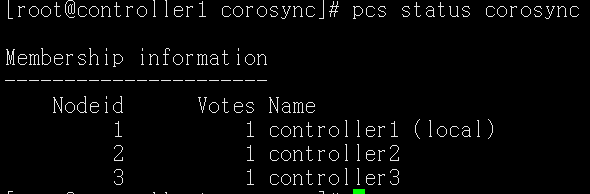 [root@controller1 corosync]# pcs status corosync
Membership information
----------------------
Nodeid Votes Name
1 1 controller1 (local)
2 1 controller2
3 1 controller3